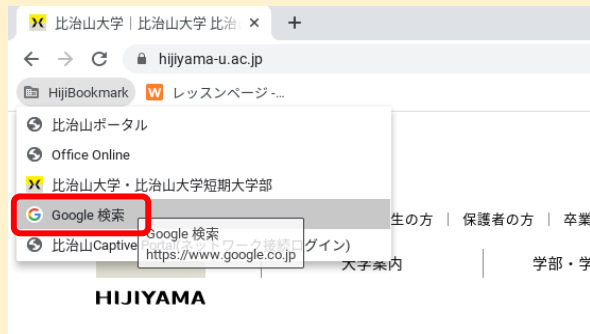 比治山大学｜比治山大学 比治
hijiyama-u.ac.jp
HijiBookmark レッスンページ -...
比治山ポータル
Office Online
比治山大学・比治山大学短期大学部
Google 検索
生の方 | 保護者の方 | 卒業
比治山Captive Portal(ネットワーク接続ログイン)
Google 検索
https://www.google.co.jp
大学案内 学部・学
HIJIYAMA